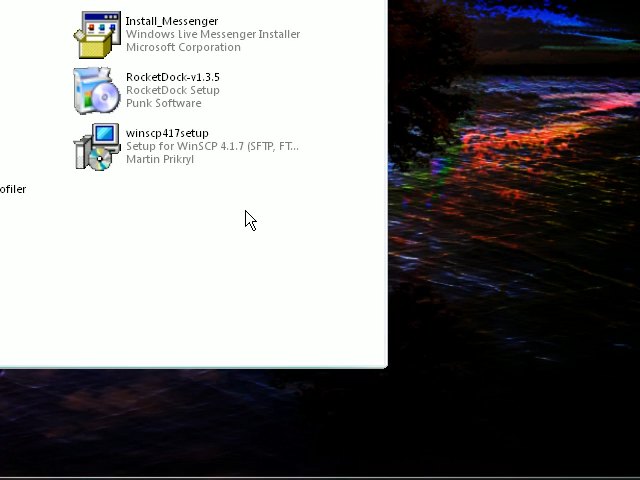 Install_Messenger
Windows Live Messenger Installer
Microsoft Corporation
RocketDock-v1.3.5
RocketDock Setup
Punk Software
winscp417setup
Setup for WinSCP 4.1.7 (SFTP, FT...
Martin Prikryl
ofiler